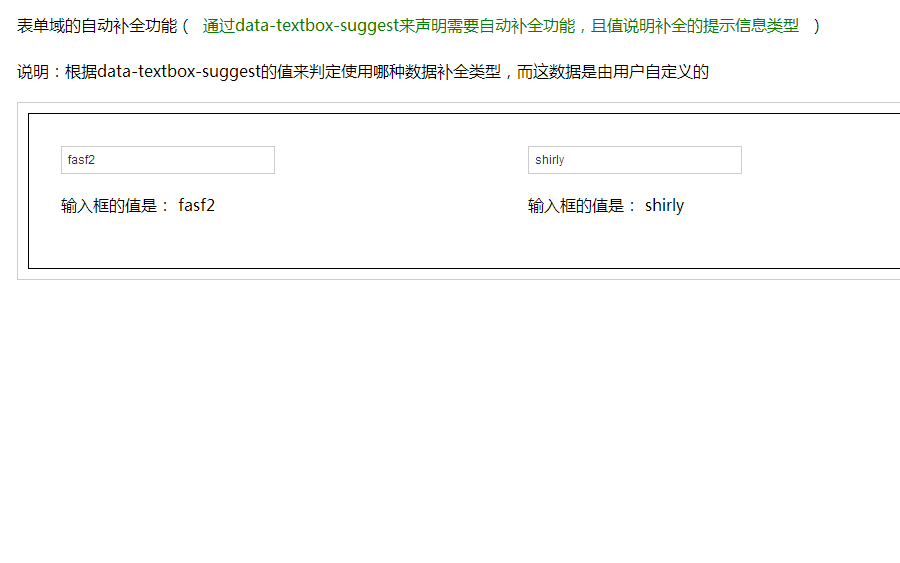 表单域的自动补全功能（ 通过data-textbox-suggest来声明需要自动补全功能，且值说明补全的提示信息类型 ）
说明：根据data-textbox-suggest的值来判定使用哪种数据补全类型，而这数据是由用户自定义的
fasf2 shirly
输入框的值是： fasf2 输入框的值是： shirly